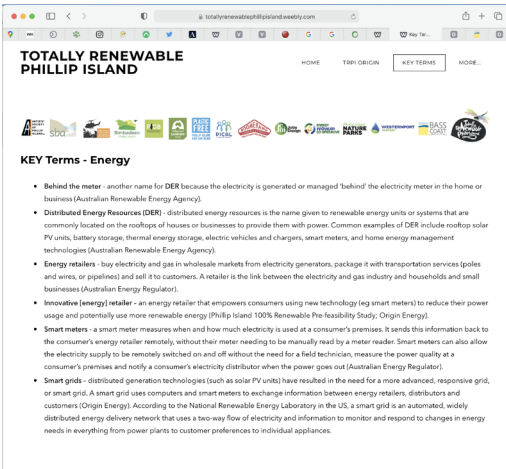 totallyrenewablephillipisland.weebly.com
Key Ter...
TOTALLY RENEWABLE
PHILLIP ISLAND
HOME
TRPI ORIGIN
KEY TERMS
MORE...
PLASTIC
FREE
PICAL
BOOMERANG
NATURE
PARKS
WESTERNPORT
BASS
COAST
KEY Terms - Energy
• Behind the meter - another name for DER because the electricity is generated or managed 'behind' the electricity meter in the home or
business (Australian Renewable Energy Agency).
• Distributed Energy Resources (DER) - distributed energy resources is the name given to renewable energy units or systems that are
commonly located on the rooftops of houses or businesses to provide them with power. Common examples of DER include rooftop solar
PV units, battery storage, thermal energy storage, electric vehicles and chargers, smart meters, and home energy management
technologies (Australian Renewable Energy Agency).
• Energy retailers - buy electricity and gas in wholesale markets from electricity generators, package it with transportation services (poles
and wires, or pipelines) and sell it to customers. A retailer is the link between the electricity and gas industry and households and small
businesses (Australian Energy Regulator).
• Innovative [energy] retailer – an energy retailer that empowers consumers using new technology (eg smart meters) to reduce their power
usage and potentially use more renewable energy (Phillip Island 100% Renewable Pre-feasibility Study; Origin Energy).
• Smart meters - a smart meter measures when and how much electricity is used at a consumer's premises. It sends this information back to
the consumer's energy retailer remotely, without their meter needing to be manually read by a meter reader. Smart meters can also allow
the electricity supply to be remotely switched on and off without the need for a field technician, measure the power quality at a
consumer's premises and notify a consumer's electricity distributor when the power goes out (Australian Energy Regulator).
• Smart grids – distributed generation technologies (such as solar PV units) have resulted in the need for a more advanced, responsive grid,
or smart grid. A smart grid uses computers and smart meters to exchange information between energy retailers, distributors and
customers (Origin Energy). According to the National Renewable Energy Laboratory in the US, a smart grid is an automated, widely
distributed energy delivery network that uses a two-way flow of electricity and information to monitor and respond to changes in energy
needs in everything from power plants to customer preferences to individual appliances.